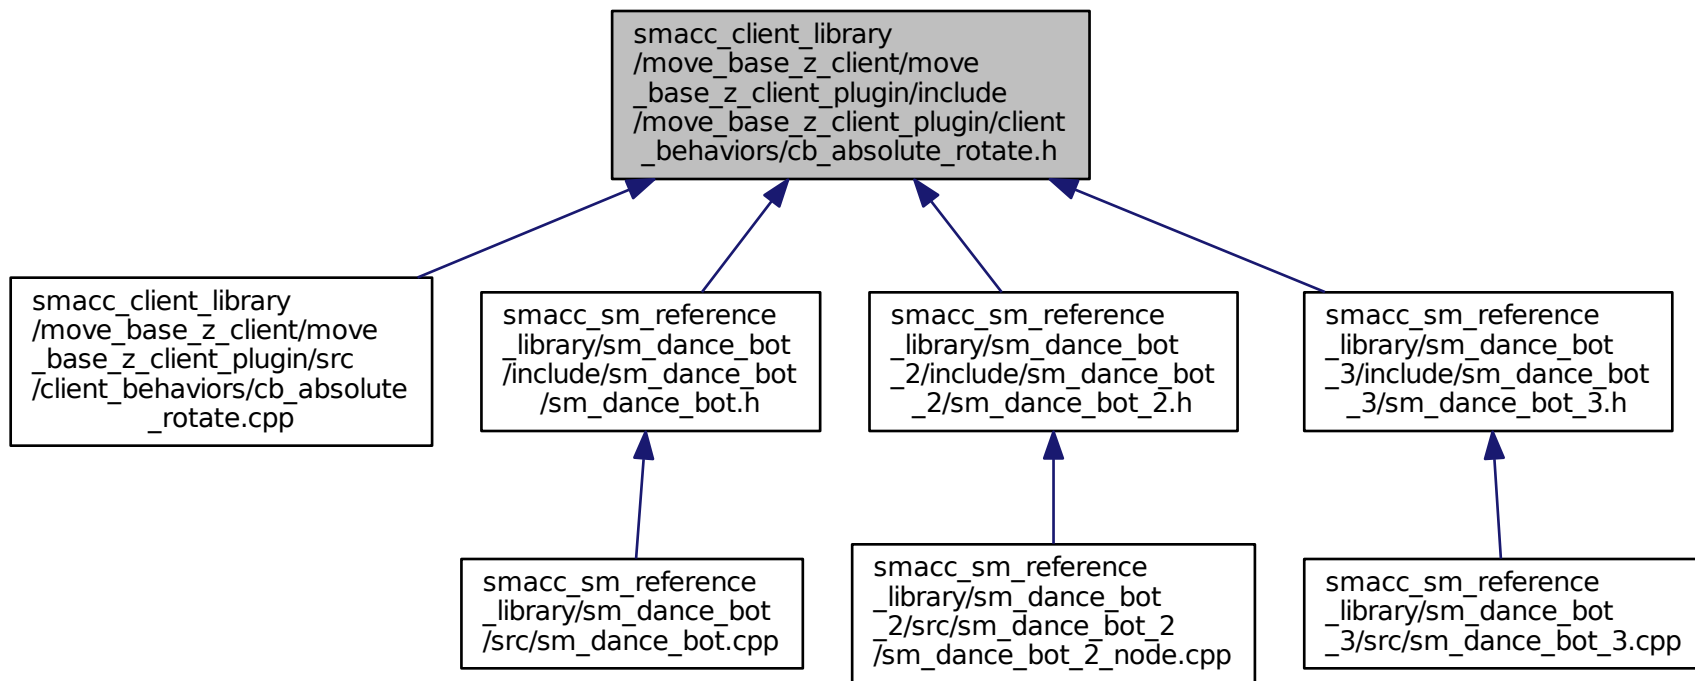 smacc_client_library
/move_base_z_client/move
_base_z_client_plugin/include
/move_base_z_client_plugin/client
_behaviors/cb_absolute_rotate.h
smacc_client_library
/move_base_z_client/move
_base_z_client_plugin/src
/client_behaviors/cb_absolute
_rotate.cpp
smacc_sm_reference
_library/sm_dance_bot
/include/sm_dance_bot
/sm_dance_bot.h
smacc_sm_reference
_library/sm_dance_bot
_2/include/sm_dance_bot
_2/sm_dance_bot_2.h
smacc_sm_reference
_library/sm_dance_bot
_3/include/sm_dance_bot
_3/sm_dance_bot_3.h
smacc_sm_reference
_library/sm_dance_bot
/src/sm_dance_bot.cpp
smacc_sm_reference
_library/sm_dance_bot
_2/src/sm_dance_bot_2
/sm_dance_bot_2_node.cpp
smacc_sm_reference
_library/sm_dance_bot
_3/src/sm_dance_bot_3.cpp